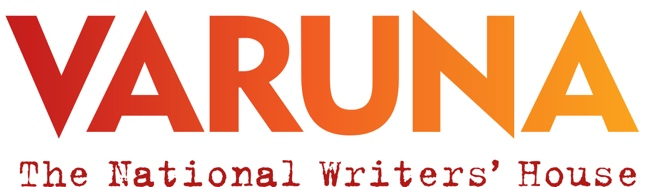 VARUNA
The National Writers’ House